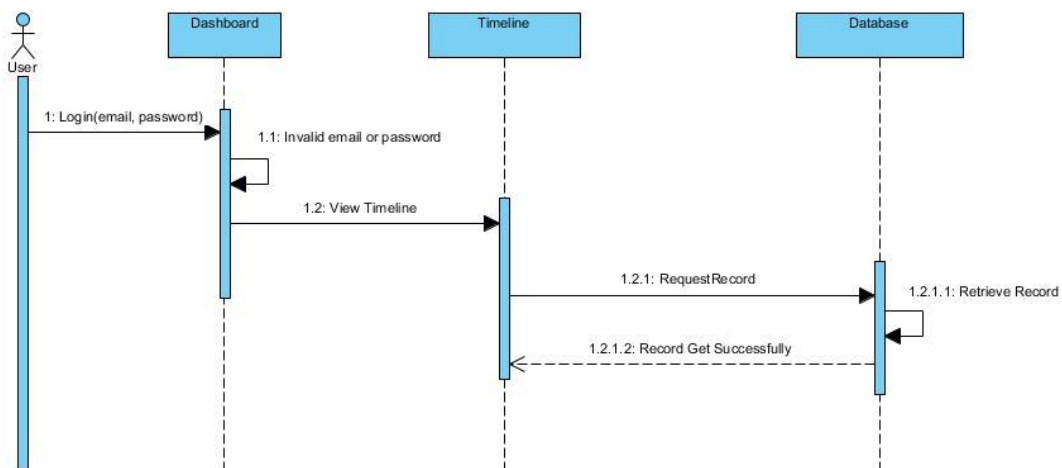 Dashboard
Timeline
Database
User
1: Login(email, password)
1.1: Invalid email or password
1.2: View Timeline
1.2.1: RequestRecord
1.2.1.1: Retrieve Record
1.2.1.2: Record Get Successfully